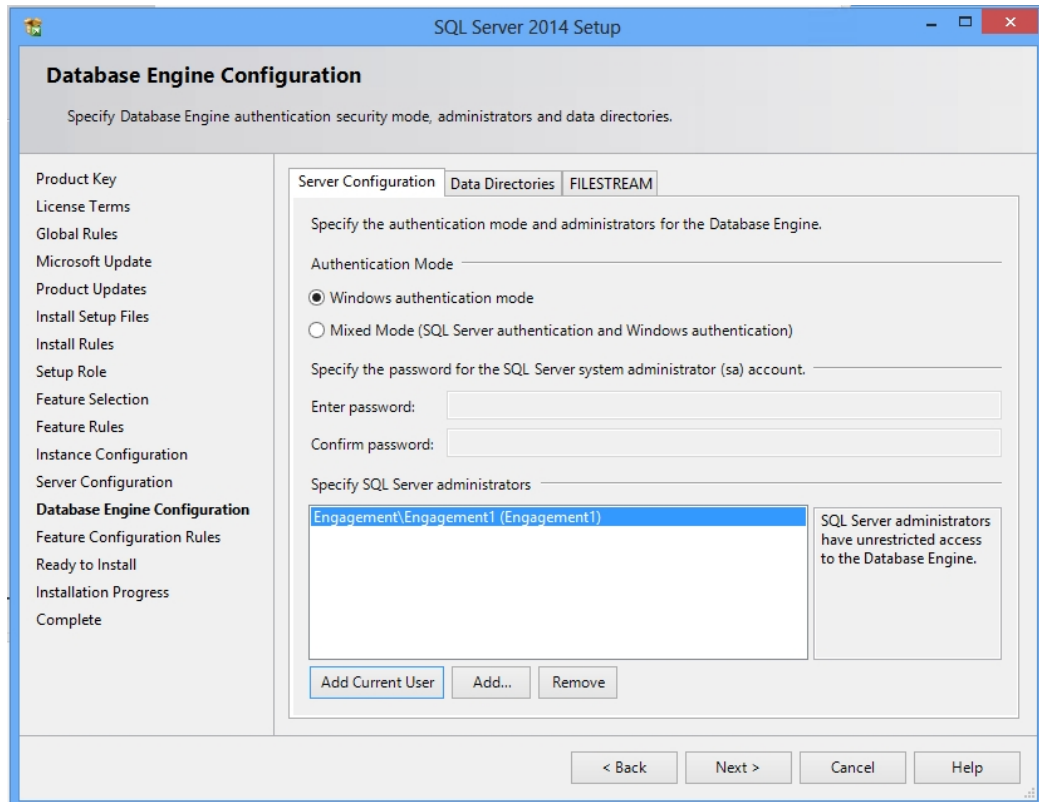 SQL Server 2014 Setup
Database Engine Configuration
Specify Database Engine authentication security mode, administrators and data directories.
Product Key
License Terms
Global Rules
Microsoft Update
Product Updates
Install Setup Files
Install Rules
Setup Role
Feature Selection
Feature Rules
Instance Configuration
Server Configuration
Database Engine Configuration
Feature Configuration Rules
Ready to Install
Installation Progress
Complete
Server Configuration Data Directories FILESTREAM
Specify the authentication mode and administrators for the Database Engine.
Authentication Mode
Windows authentication mode
Mixed Mode (SQL Server authentication and Windows authentication)
Specify the password for the SQL Server system administrator (sa) account.
Enter password:
Confirm password:
Specify SQL Server administrators
Engagement\Engagement1 (Engagement1)
SQL Server administrators
have unrestricted access
to the Database Engine.
Add Current User Add... Remove
< Back Next > Cancel Help